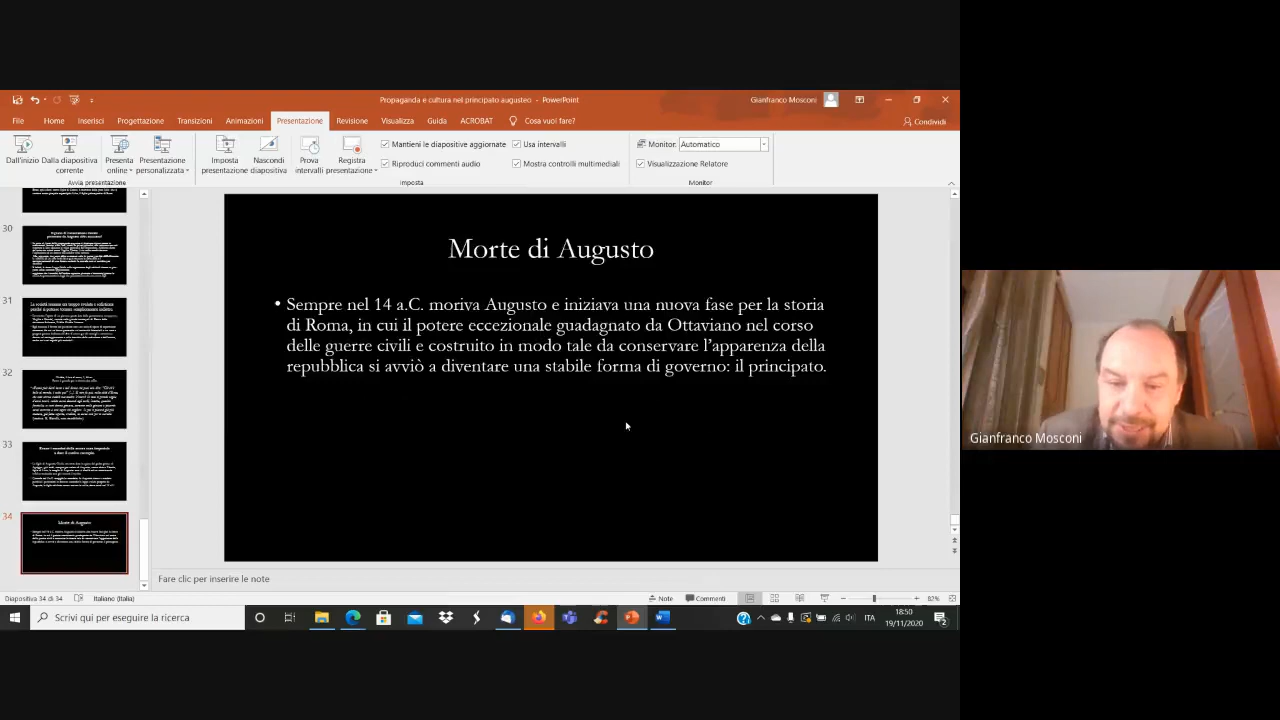 Propaganda e cultura nel principato augusteo - PowerPoint
Gianfranco Mosconi
File Home Inserisci Progettazione Transizioni Animazioni Presentazione Revisione Visualizza Guida ACROBAT Cosa vuoi fare?
Condividi
Dall'inizio
Dalla diapositiva corrente
Presenta online
Presentazione personalizzata
Imposta presentazione
Nascondi diapositiva
Prova intervalli
Registra presentazione
Mantieni le diapositive aggiornate
Usa intervalli
Riproduci commenti audio
Mostra controlli multimediali
Monitor: Automatico
Visualizzazione Relatore
Avvia presentazione
Imposta
Monitor
30
31
32
33
34
Morte di Augusto
Morte di Augusto
• Sempre nel 14 a.C. moriva Augusto e iniziava una nuova fase per la storia
di Roma, in cui il potere eccezionale guadagnato da Ottaviano nel corso
delle guerre civili e costruito in modo tale da conservare l'apparenza della
repubblica si avviò a diventare una stabile forma di governo: il principato.
Gianfranco Mosconi
Fare clic per inserire le note
Diapositiva 34 di 34
Italiano (Italia)
Note
Commenti
82%
Scrivi qui per eseguire la ricerca
ITA
18:50
19/11/2020
2